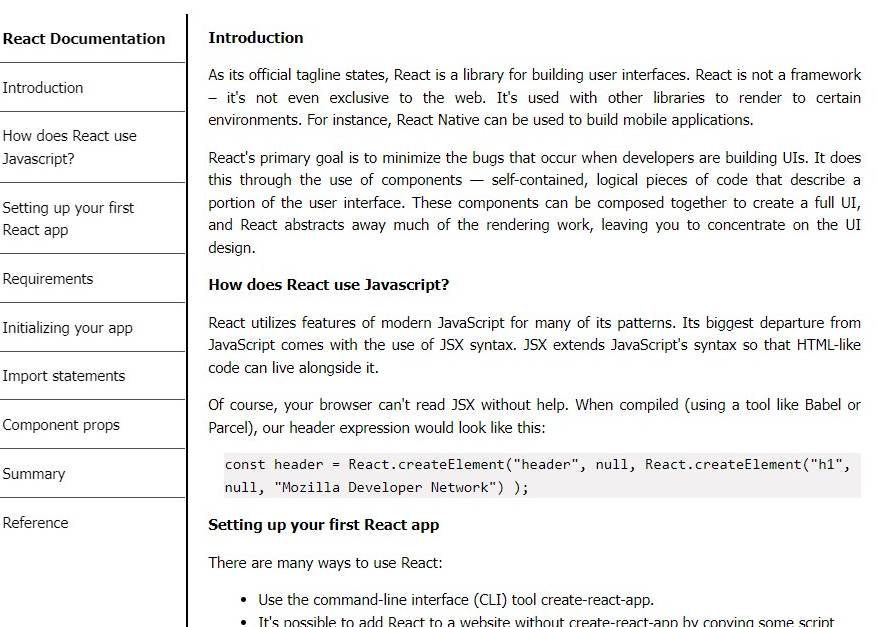 React Documentation
Introduction
How does React use
Javascript?
Setting up your first
React app
Requirements
Initializing your app
Import statements
Component props
Summary
Reference
Introduction
As its official tagline states, React is a library for building user interfaces. React is not a framework
– it's not even exclusive to the web. It's used with other libraries to render to certain
environments. For instance, React Native can be used to build mobile applications.
React's primary goal is to minimize the bugs that occur when developers are building UIs. It does
this through the use of components — self-contained, logical pieces of code that describe a
portion of the user interface. These components can be composed together to create a full UI,
and React abstracts away much of the rendering work, leaving you to concentrate on the UI
design.
How does React use Javascript?
React utilizes features of modern JavaScript for many of its patterns. Its biggest departure from
JavaScript comes with the use of JSX syntax. JSX extends JavaScript's syntax so that HTML-like
code can live alongside it.
Of course, your browser can't read JSX without help. When compiled (using a tool like Babel or
Parcel), our header expression would look like this:
const header = React.createElement("header", null, React.createElement("h1",
null, "Mozilla Developer Network") );
Setting up your first React app
There are many ways to use React:
• Use the command-line interface (CLI) tool create-react-app.
• It's possible to add React to a website without create-react-app by copying some script